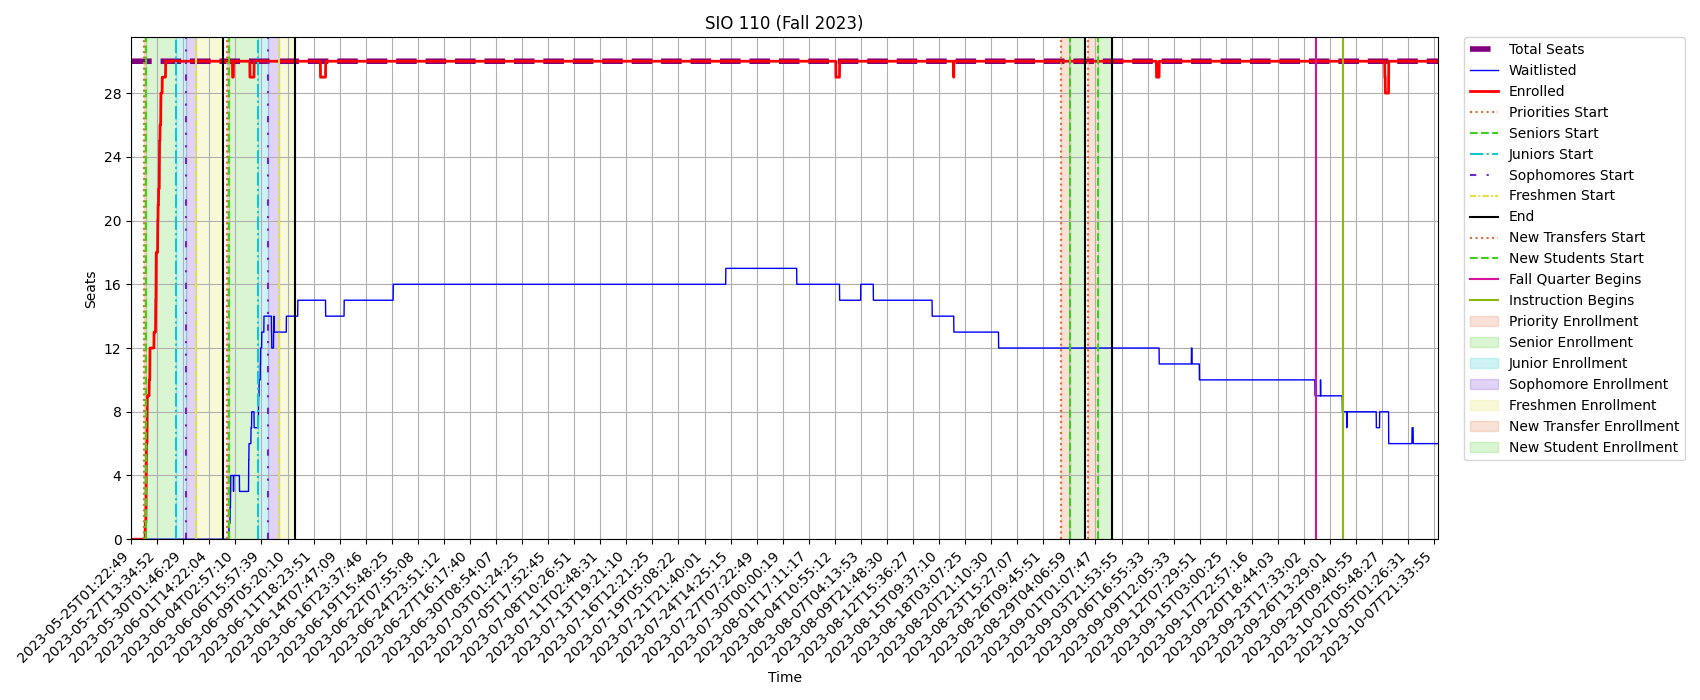 SIO 110 (Fall 2023)
Seats
28
24
20
16
12
8
4
0
2023-05-25T01:22:49
2023-05-27T13:34:52
2023-05-30T01:46:29
2023-06-01T14:22:04
2023-06-04T02:57:10
2023-06-06T15:57:39
2023-06-09T05:20:10
2023-06-11T18:23:51
2023-06-14T07:47:09
2023-06-16T23:37:46
2023-06-19T15:48:25
2023-06-22T07:55:08
2023-06-24T23:51:12
2023-06-27T16:17:40
2023-06-30T08:54:07
2023-07-03T01:24:25
2023-07-05T17:52:45
2023-07-08T10:26:51
2023-07-11T02:48:31
2023-07-13T19:21:10
2023-07-16T12:21:25
2023-07-19T05:08:22
2023-07-21T21:40:01
2023-07-24T14:25:15
2023-07-27T07:22:49
2023-07-30T00:00:19
2023-08-01T17:11:17
2023-08-04T10:55:12
2023-08-07T04:13:53
2023-08-09T21:48:30
2023-08-12T15:36:27
2023-08-15T09:37:10
2023-08-18T03:07:25
2023-08-20T21:10:30
2023-08-23T15:27:07
2023-08-26T09:45:51
2023-08-29T04:06:59
2023-09-01T01:07:47
2023-09-03T21:53:55
2023-09-06T16:55:33
2023-09-09T12:05:33
2023-09-12T07:29:51
2023-09-15T03:00:25
2023-09-17T22:57:16
2023-09-20T18:44:03
2023-09-23T17:33:02
2023-09-26T13:29:01
2023-09-29T09:40:55
2023-10-02T05:48:27
2023-10-05T01:26:31
2023-10-07T21:33:55
Time
Total Seats
Waitlisted
Enrolled
Priorities Start
Seniors Start
Juniors Start
Sophomores Start
Freshmen Start
End
New Transfers Start
New Students Start
Fall Quarter Begins
Instruction Begins
Priority Enrollment
Senior Enrollment
Junior Enrollment
Sophomore Enrollment
Freshmen Enrollment
New Transfer Enrollment
New Student Enrollment